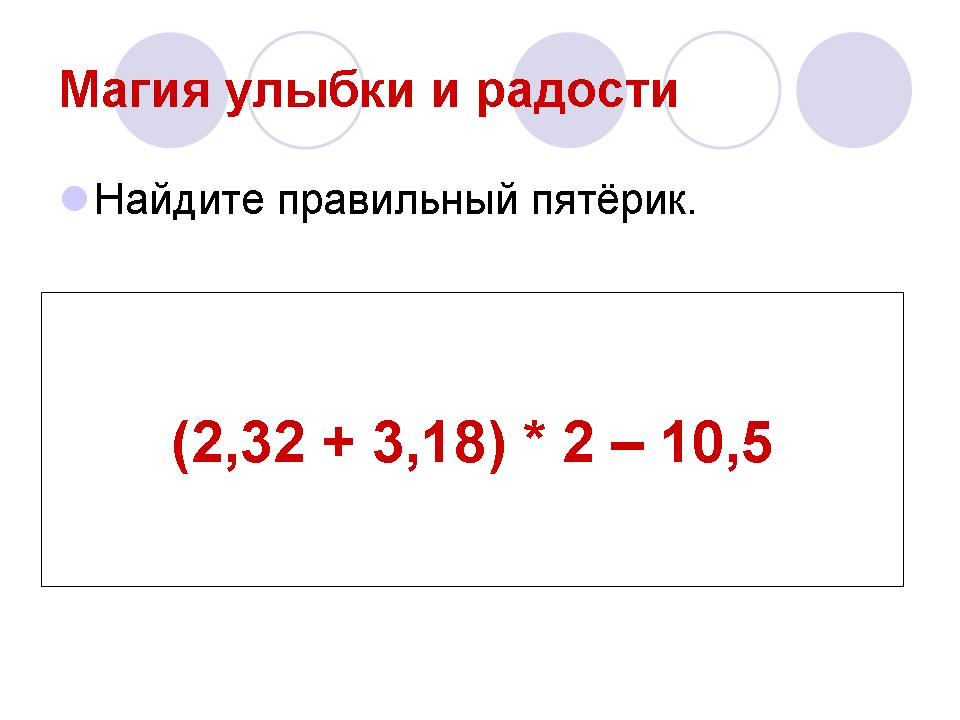 Магия улыбки и радости
Найдите правильный пятёрик.
(2,32 + 3,18) * 2 – 10,5